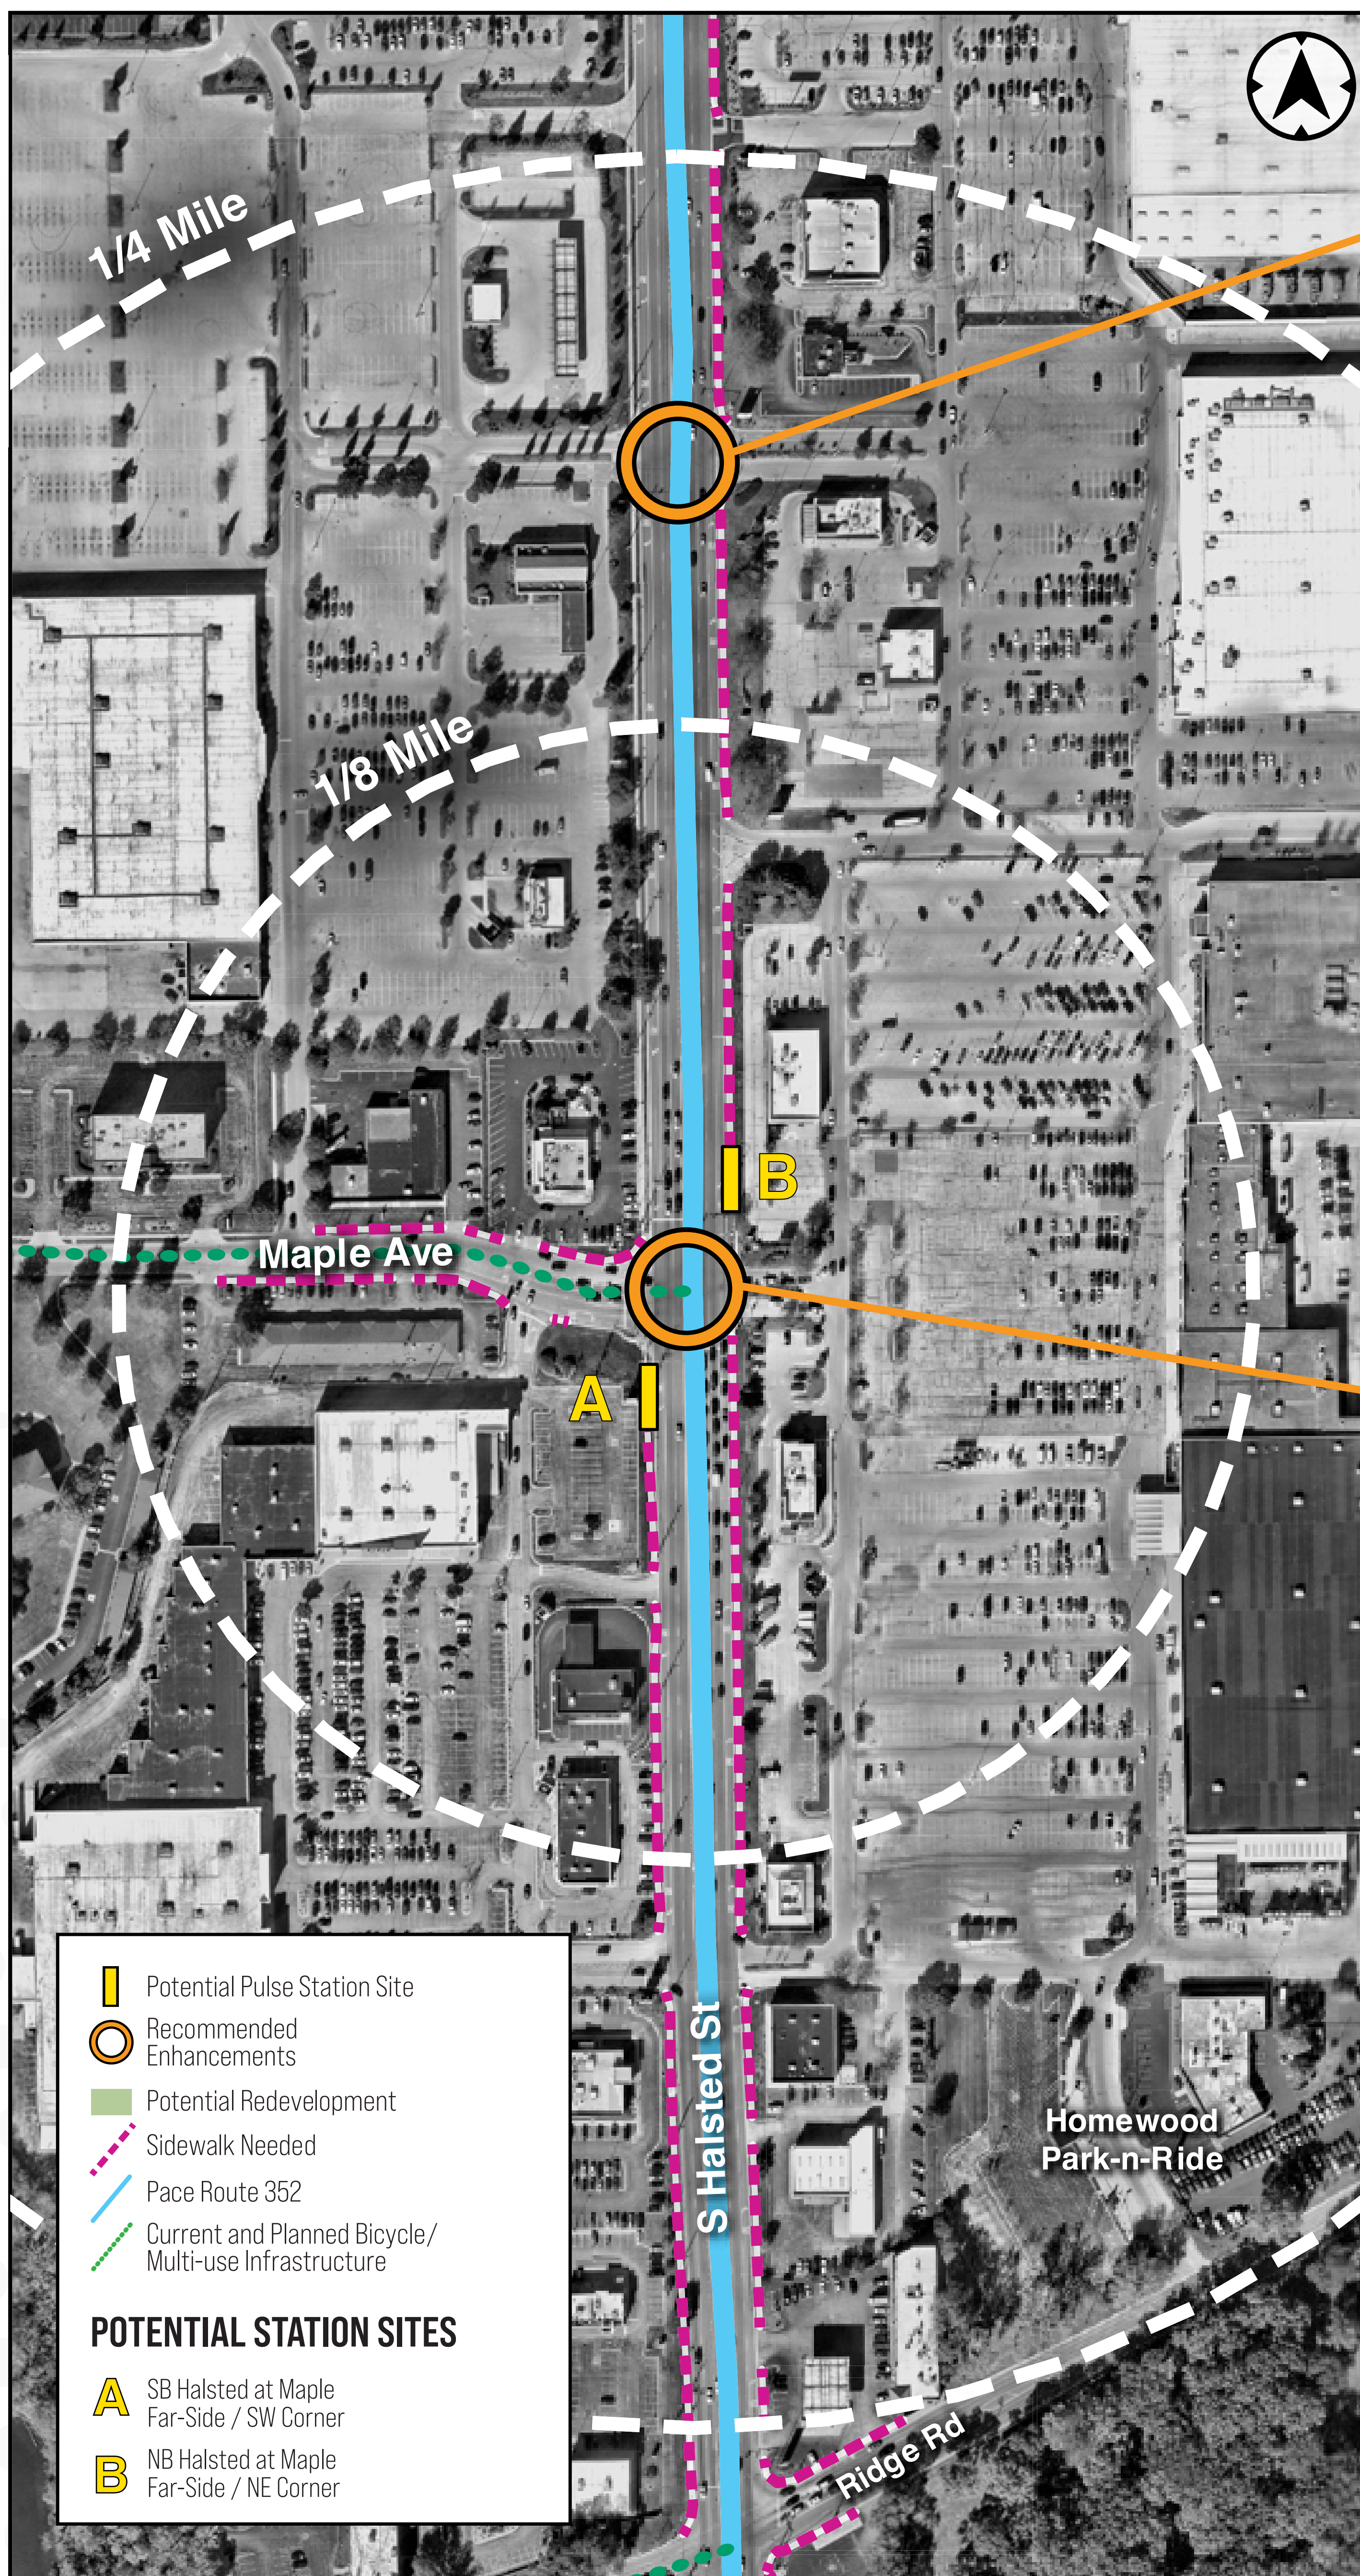 1/4 Mile
1/8 Mile
B
Maple Ave
A
S Halsted St
Homewood
Park-n-Ride
Ridge Rd
Potential Pulse Station Site
Recommended
Enhancements
Potential Redevelopment
Sidewalk Needed
Pace Route 352
Current and Planned Bicycle/
Multi-use Infrastructure
POTENTIAL STATION SITES
A
SB Halsted at Maple
Far-Side / SW Corner
B
NB Halsted at Maple
Far-Side / NE Corner